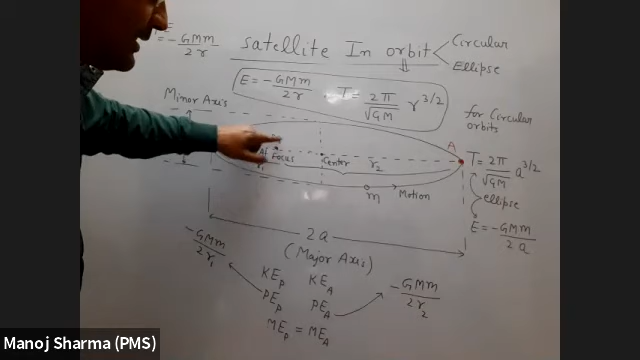 = - GMm / 2r
satellite In orbit
Circular
Ellipse
E = - GMm / 2r
T = 2π / √GM r^3/2
for Circular
orbits
Minor Axis
Focus
Center
r2
A
r1
m
Motion
T = 2π / √GM a^3/2
ellipse
E = - GMm / 2a
2a
(Major Axis)
- GMm / 2r1
KEp KEA
PEp PEA
- GMm / 2r2
MEp = MEA
Manoj Sharma (PMS)